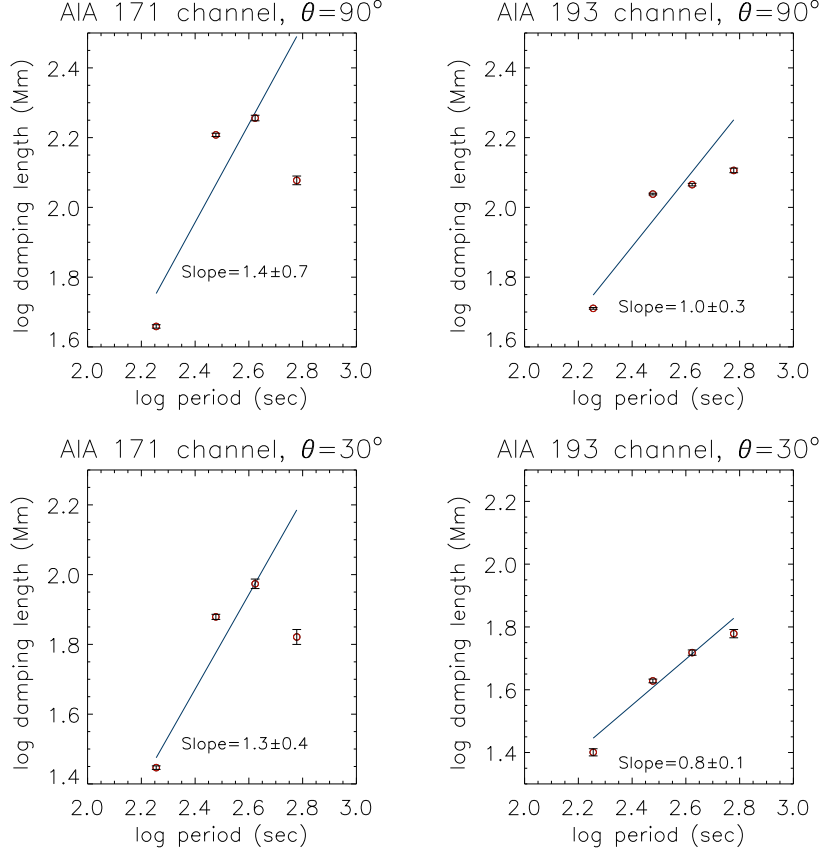 AIA 171 channel, θ=90°
log damping length (Mm)
2.4
2.2
2.0
1.8
1.6
Slope=1.4±0.7
2.0 2.2 2.4 2.6 2.8 3.0
log period (sec)
AIA 193 channel, θ=90°
log damping length (Mm)
2.4
2.2
2.0
1.8
1.6
Slope=1.0±0.3
2.0 2.2 2.4 2.6 2.8 3.0
log period (sec)
AIA 171 channel, θ=30°
log damping length (Mm)
2.2
2.0
1.8
1.6
1.4
Slope=1.3±0.4
2.0 2.2 2.4 2.6 2.8 3.0
log period (sec)
AIA 193 channel, θ=30°
log damping length (Mm)
2.2
2.0
1.8
1.6
1.4
Slope=0.8±0.1
2.0 2.2 2.4 2.6 2.8 3.0
log period (sec)